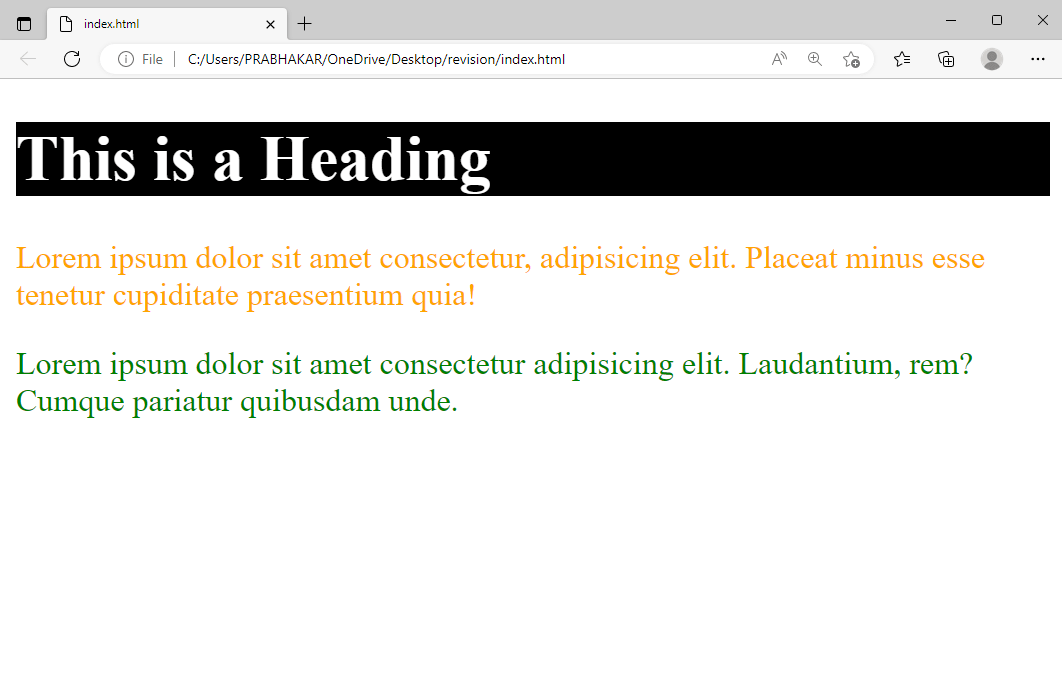 index.html
File
C:/Users/PRABHAKAR/OneDrive/Desktop/revision/index.html
This is a Heading
Lorem ipsum dolor sit amet consectetur, adipisicing elit. Placeat minus esse
tenetur cupiditate praesentium quia!
Lorem ipsum dolor sit amet consectetur adipisicing elit. Laudantium, rem?
Cumque pariatur quibusdam unde.